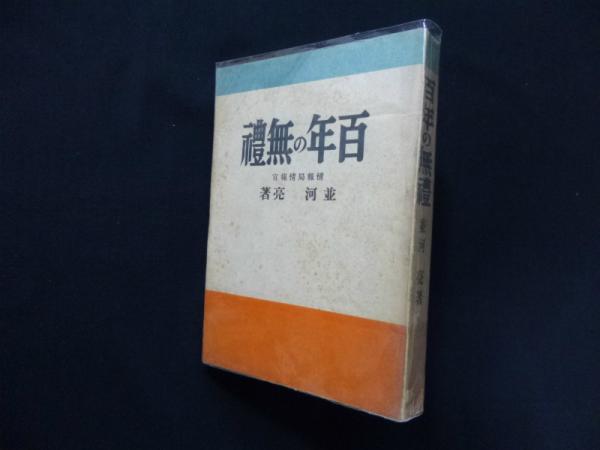 百年の無禮
情報局情報官
並河 亮著
百年の無禮 並河 亮著